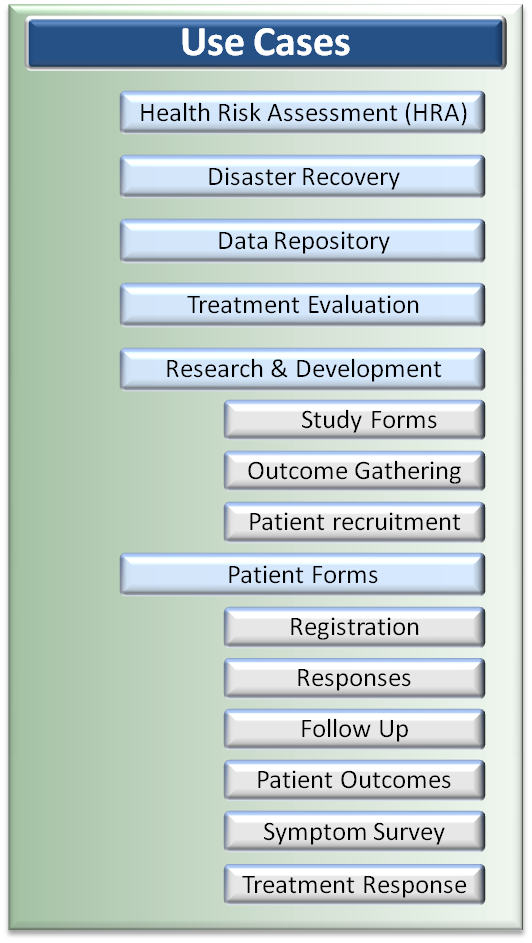 Use Cases
Health Risk Assessment (HRA)
Disaster Recovery
Data Repository
Treatment Evaluation
Research & Development
Study Forms
Outcome Gathering
Patient recruitment
Patient Forms
Registration
Responses
Follow Up
Patient Outcomes
Symptom Survey
Treatment Response